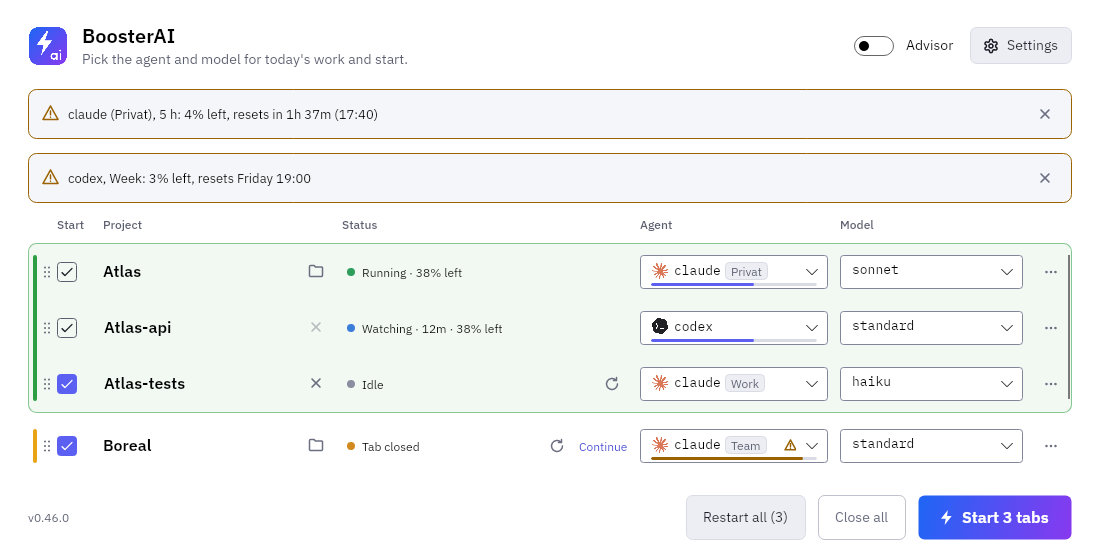 ai
BoosterAI
Pick the agent and model for today's work and start.
Advisor
Settings
claude (Privat), 5 h: 4% left, resets in 1h 37m (17:40)
codex, Week: 3% left, resets Friday 19:00
Start Project Status Agent Model
Atlas Running · 38% left claude Privat sonnet
Atlas-api Watching · 12m · 38% left codex standard
Atlas-tests Idle claude Work haiku
Boreal Tab closed Continue claude Team standard
v0.46.0 Restart all (3) Close all Start 3 tabs